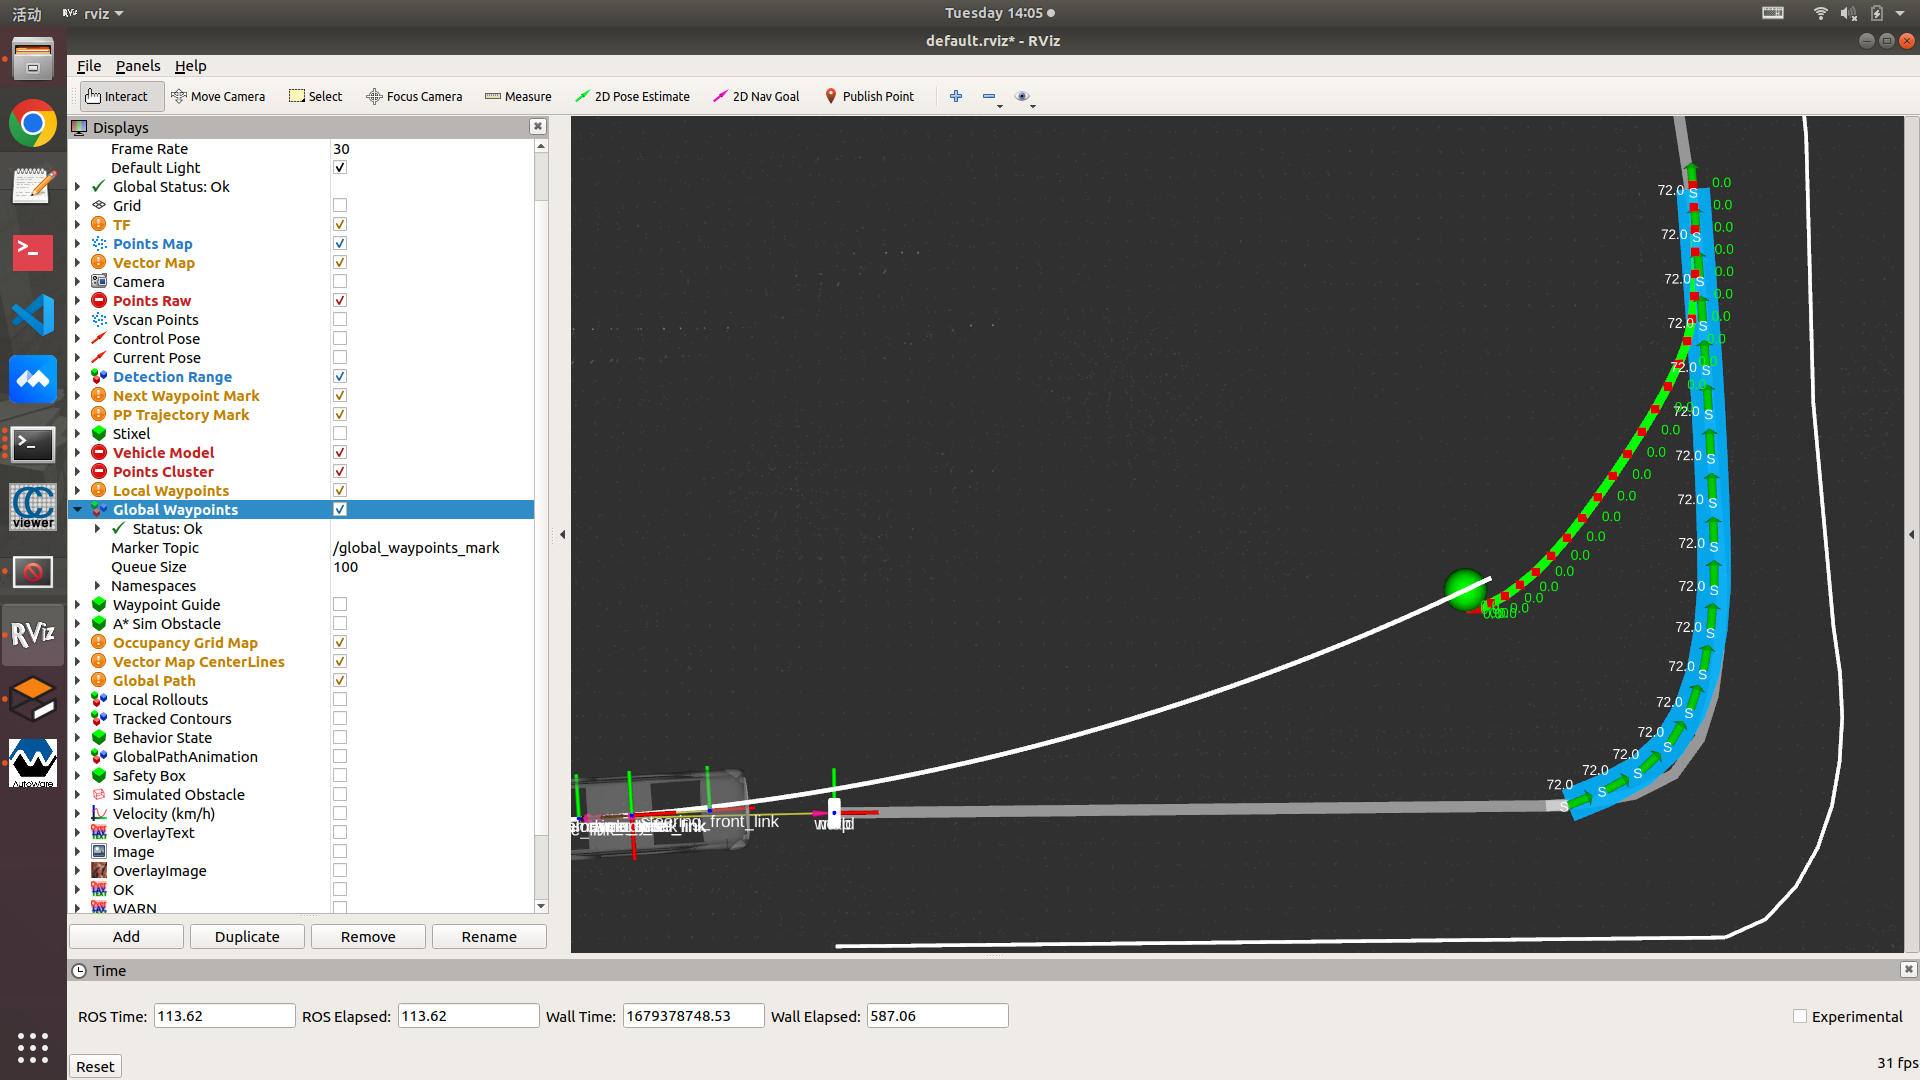 活动
RViz rviz
Tuesday 14:05
default.rviz* - RViz
File Panels Help
Interact Move Camera Select Focus Camera Measure 2D Pose Estimate 2D Nav Goal Publish Point
Displays
Frame Rate 30
Default Light
Global Status: Ok
Grid
TF
Points Map
Vector Map
Camera
Points Raw
Vscan Points
Control Pose
Current Pose
Detection Range
Next Waypoint Mark
PP Trajectory Mark
Stixel
Vehicle Model
Points Cluster
Local Waypoints
Global Waypoints
Status: Ok
Marker Topic /global_waypoints_mark
Queue Size 100
Namespaces
Waypoint Guide
A* Sim Obstacle
Occupancy Grid Map
Vector Map CenterLines
Global Path
Local Rollouts
Tracked Contours
Behavior State
GlobalPathAnimation
Safety Box
Simulated Obstacle
Velocity (km/h)
OverlayText
Image
OverlayImage
OK
WARN
Add Duplicate Remove Rename
CC
viewer
RViz
AutoWare
0.0
72.0 S
0.0
0.0
72.0 S
0.0
0.0
72.0 S
0.0
0.0
72.0 S
0.0
72.0 S
72.0 S
0.0
72.0 S
0.0
0.0
72.0 S
0.0
0.0
72.0 S
0.0
0.0
0.0
72.0 S
0.0
0.0
0.0
72.0 S
72.0 S
72.0 S
72.0 S
72.0 S
72.0 S
72.0 S
front_link
Time
ROS Time: 113.62 ROS Elapsed: 113.62 Wall Time: 1679378748.53 Wall Elapsed: 587.06 Experimental
Reset 31 fps